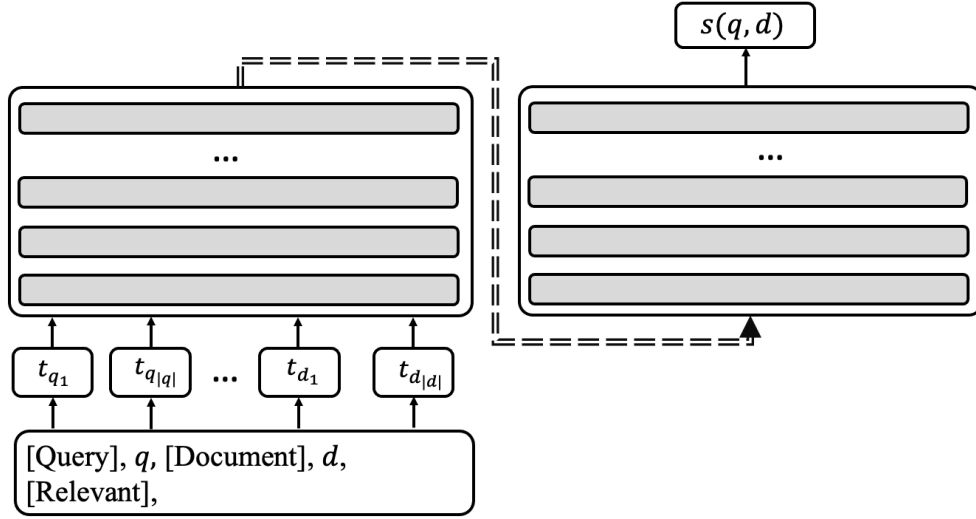 s(q, d)
...
...
t_{q_1} t_{q_{|q|}} ... t_{d_1} t_{d_{|d|}}
[Query], q, [Document], d,
[Relevant],